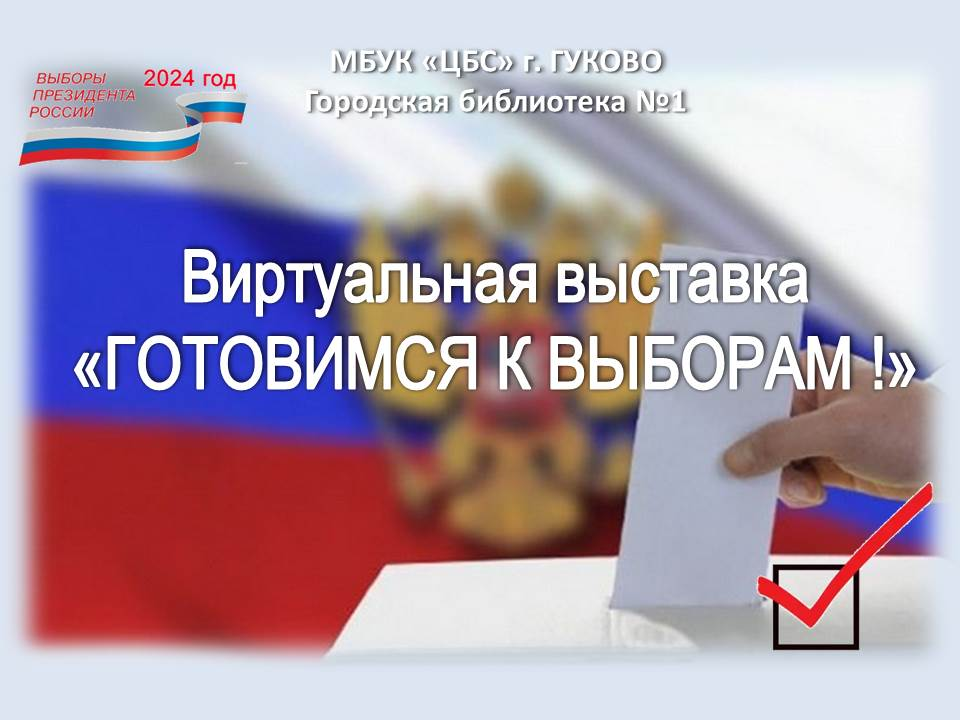 МБУК «ЦБС» г. ГУКОВО
Городская библиотека №1
ВЫБОРЫ 2024 год
ПРЕЗИДЕНТА
РОССИИ
Виртуальная выставка
«ГОТОВИМСЯ К ВЫБОРАМ !»